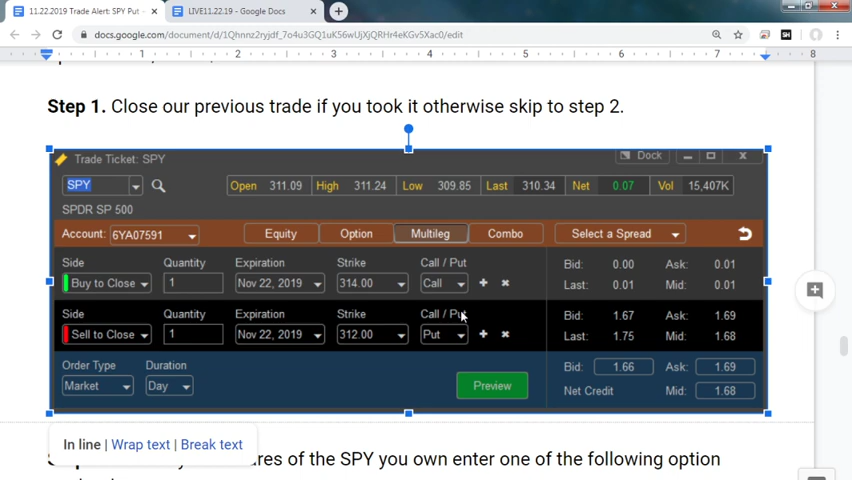 11.22.2019 Trade Alert: SPY Put -
LIVE11.22.19 - Google Docs
docs.google.com/document/d/1Qhnnz2ryjdf_7o4u3GQ1uK56wUjXjQRHr4eKGv5Xac0/edit
1 2 3 4 5 6 7 8
Step 1. Close our previous trade if you took it otherwise skip to step 2.
Trade Ticket: SPY Dock
SPY Open 311.09 High 311.24 Low 309.85 Last 310.34 Net 0.07 Vol 15,407K
SPDR SP 500
Account: 6YA07591 Equity Option Multileg Combo Select a Spread
Side Quantity Expiration Strike Call / Put Bid: 0.00 Ask: 0.01
Buy to Close 1 Nov 22, 2019 314.00 Call Last: 0.01 Mid: 0.01
Side Quantity Expiration Strike Call / Put Bid: 1.67 Ask: 1.69
Sell to Close 1 Nov 22, 2019 312.00 Put Last: 1.75 Mid: 1.68
Order Type Duration Bid: 1.66 Ask: 1.69
Market Day Preview Net Credit Mid: 1.68
In line | Wrap text | Break text
of the SPY you own enter one of the following option